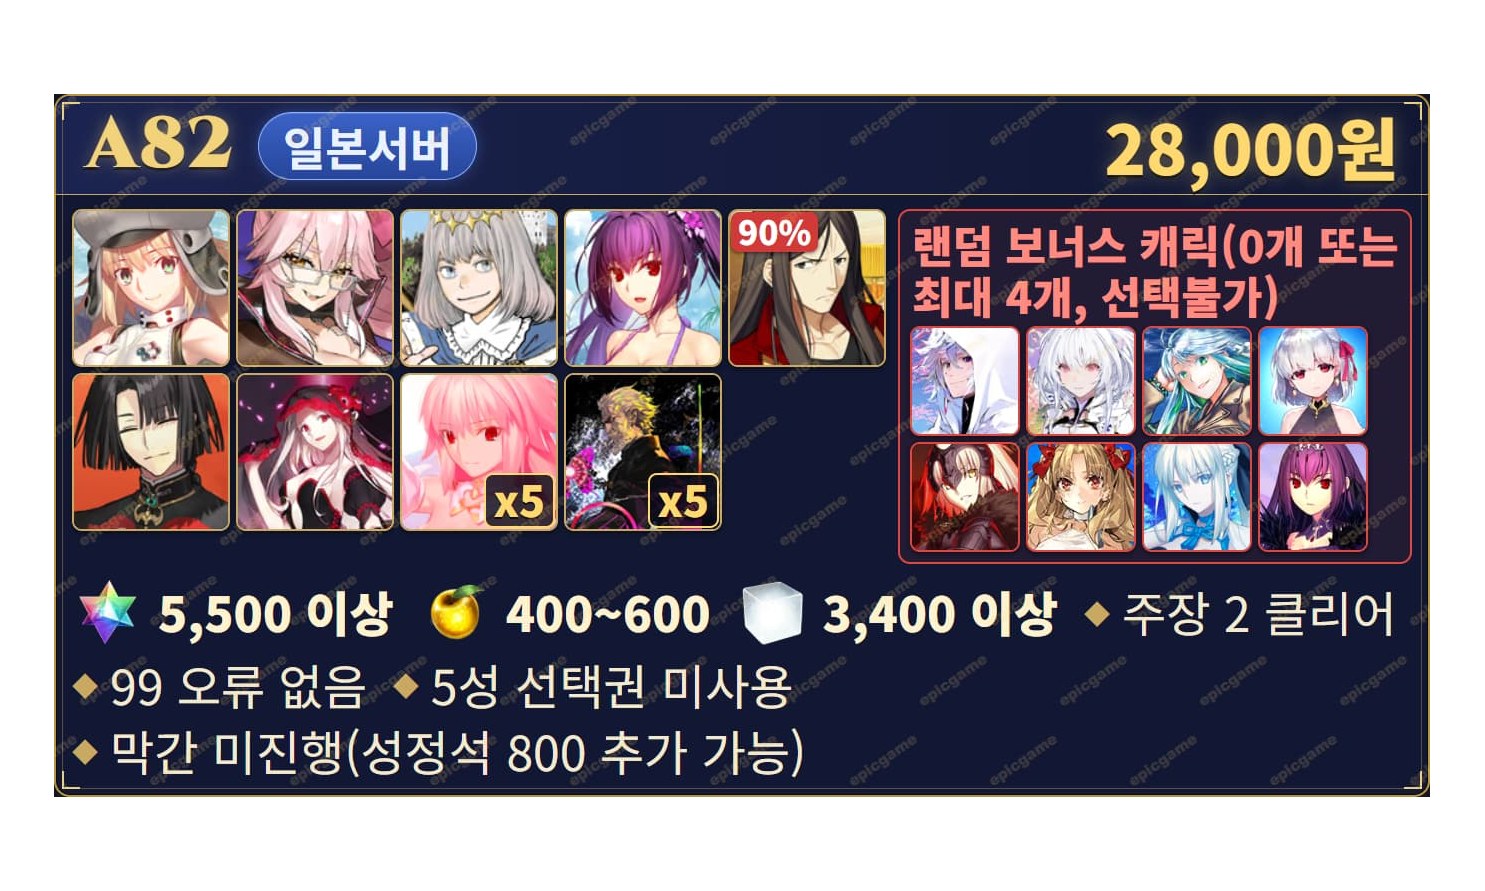 A82 일본서버 28,000원
90%
랜덤 보너스 캐릭(0개 또는
최대 4개, 선택불가)
x5 x5
5,500 이상 400~600 3,400 이상 ◆ 주장 2 클리어
◆ 99 오류 없음 ◆ 5성 선택권 미사용
◆ 막간 미진행(성정석 800 추가 가능)
epicgame